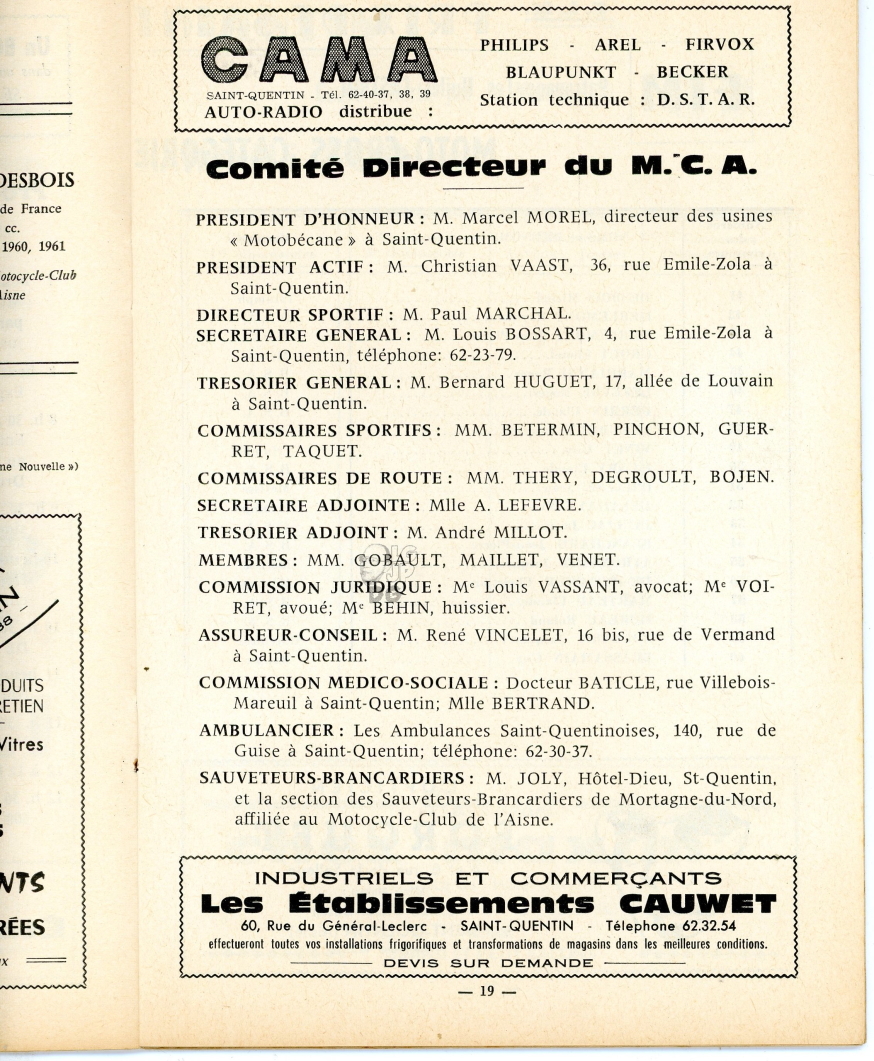 DESBOIS
de France
cc.
1960, 1961
otocycle-Club
isne
ne Nouvelle »)
DUITS
ETIEN
Vitres
NTS
RÉES
CAMA
SAINT-QUENTIN - Tél. 62-40-37, 38, 39
AUTO-RADIO distribue :
PHILIPS - AREL - FIRVOX
BLAUPUNKT - BECKER
Station technique : D.S.T.A.R.
Comité Directeur du M.C.A.
PRESIDENT D'HONNEUR : M. Marcel MOREL, directeur des usines
« Motobécane » à Saint-Quentin.
PRESIDENT ACTIF : M. Christian VAAST, 36, rue Emile-Zola à
Saint-Quentin.
DIRECTEUR SPORTIF : M. Paul MARCHAL.
SECRETAIRE GENERAL : M. Louis BOSSART, 4, rue Emile-Zola à
Saint-Quentin, téléphone: 62-23-79.
TRESORIER GENERAL : M. Bernard HUGUET, 17, allée de Louvain
à Saint-Quentin.
COMMISSAIRES SPORTIFS : MM. BETERMIN, PINCHON, GUER-
RET, TAQUET.
COMMISSAIRES DE ROUTE : MM. THERY, DEGROULT, BOJEN.
SECRETAIRE ADJOINTE : Mlle A. LEFEVRE.
TRESORIER ADJOINT : M. André MILLOT.
MEMBRES : MM. GOBAULT, MAILLET, VENET.
COMMISSION JURIDIQUE : Me Louis VASSANT, avocat; Me VOI-
RET, avoué; Me BEHIN, huissier.
ASSUREUR-CONSEIL : M. René VINCELET, 16 bis, rue de Vermand
à Saint-Quentin.
COMMISSION MEDICO-SOCIALE : Docteur BATICLE, rue Villebois-
Mareuil à Saint-Quentin; Mlle BERTRAND.
AMBULANCIER : Les Ambulances Saint-Quentinoises, 140, rue de
Guise à Saint-Quentin; téléphone: 62-30-37.
SAUVETEURS-BRANCARDIERS : M. JOLY, Hôtel-Dieu, St-Quentin,
et la section des Sauveteurs-Brancardiers de Mortagne-du-Nord,
affiliée au Motocycle-Club de l'Aisne.
INDUSTRIELS ET COMMERÇANTS
Les Établissements CAUWET
60, Rue du Général-Leclerc - SAINT-QUENTIN - Téléphone 62.32.54
effectueront toutes vos installations frigorifiques et transformations de magasins dans les meilleures conditions.
DEVIS SUR DEMANDE
— 19 —